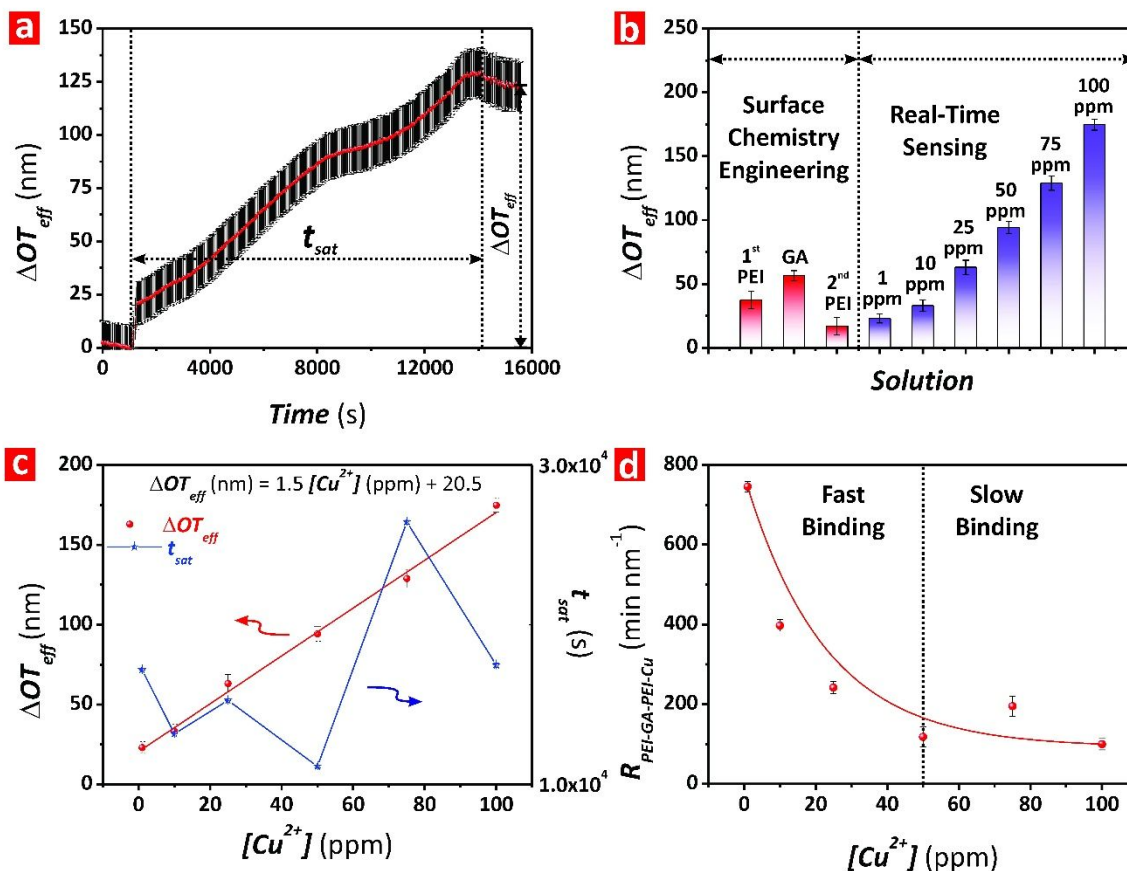 a
150
125
100
75
50
25
0
ΔOT_eff (nm)
t_sat
ΔOT_eff
0 4000 8000 12000 16000
Time (s)
b
250
200
150
100
50
0
ΔOT_eff (nm)
Surface
Chemistry
Engineering
Real-Time
Sensing
1st
PEI
GA
2nd
PEI
1
ppm
10
ppm
25
ppm
50
ppm
75
ppm
100
ppm
Solution
c
200
150
100
50
0
ΔOT_eff (nm)
ΔOT_eff (nm) = 1.5 [Cu2+] (ppm) + 20.5
ΔOT_eff
t_sat
3.0x10^4
t_sat (s)
1.0x10^4
0 20 40 60 80 100
[Cu2+] (ppm)
d
800
600
400
200
0
R_PEI-GA-PEI-Cu (min nm-1)
Fast
Binding
Slow
Binding
0 20 40 60 80 100
[Cu2+] (ppm)